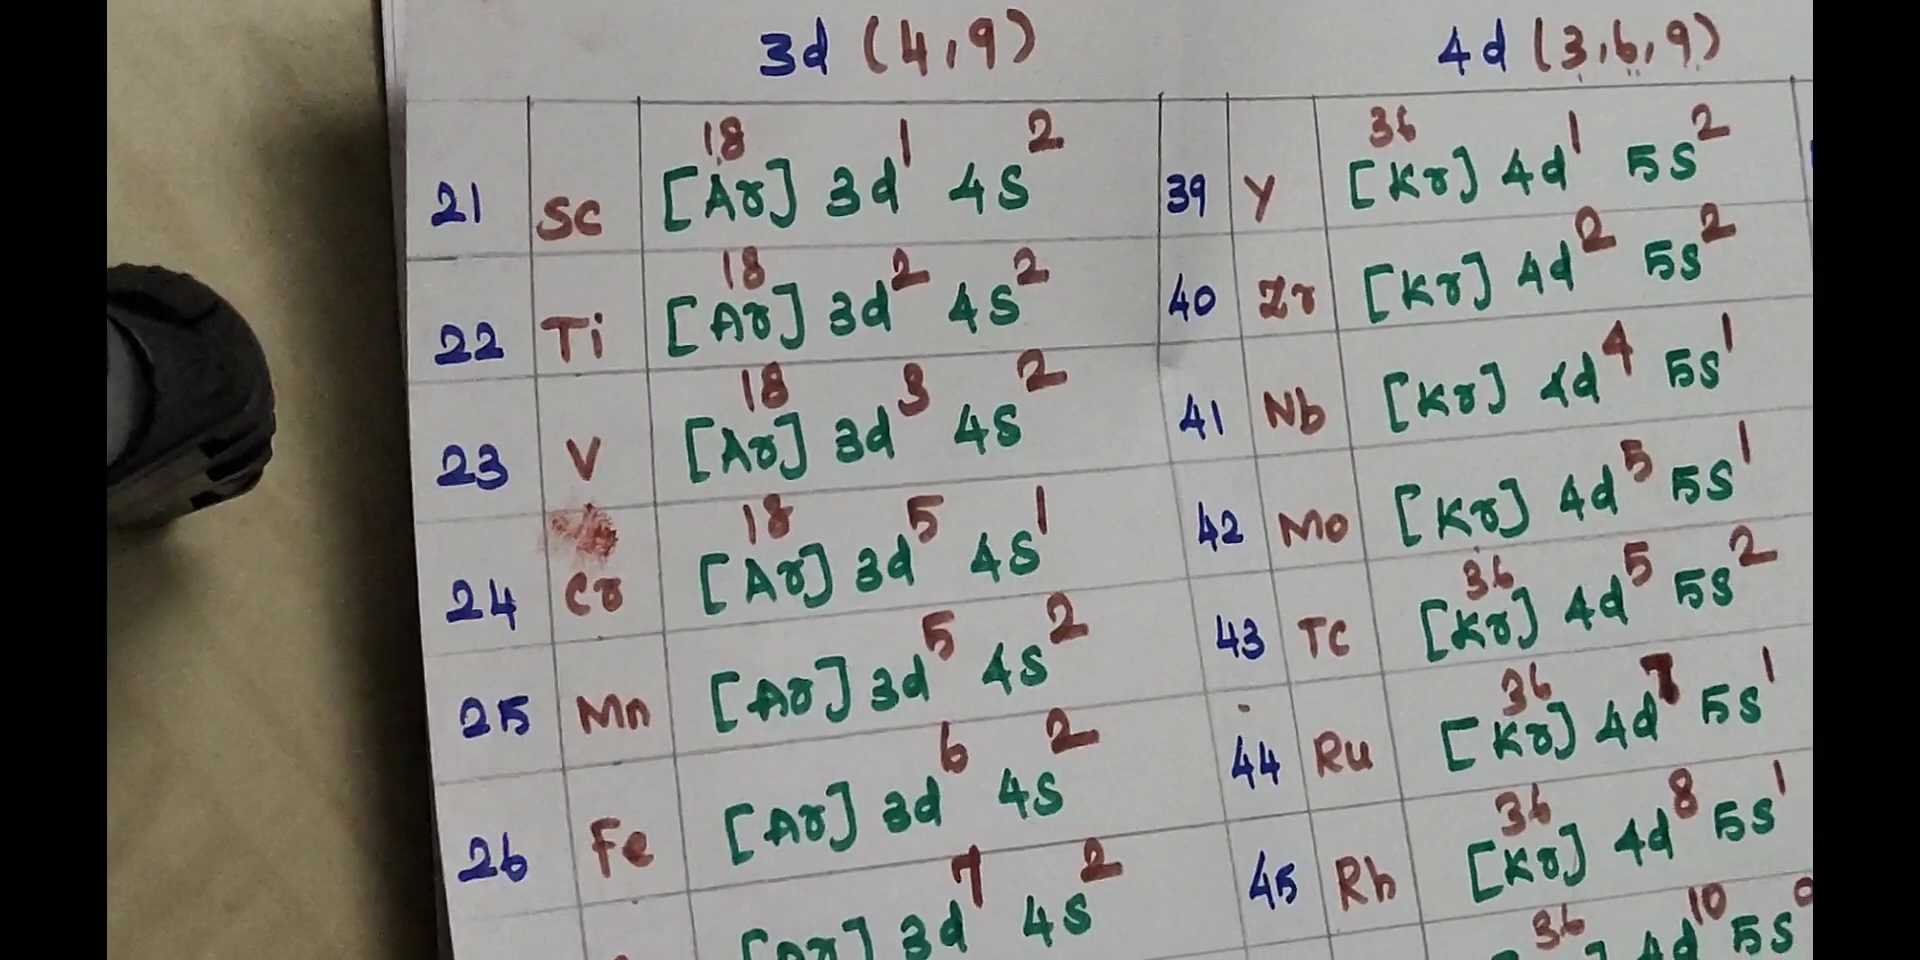 3d (4,9) 4d (3,6,9)
21 Sc [Ar]¹⁸ 3d¹ 4s² 39 Y [Kr]³⁶ 4d¹ 5s²
22 Ti [Ar]¹⁸ 3d² 4s² 40 Zr [Kr] 4d² 5s²
23 V [Ar]¹⁸ 3d³ 4s² 41 Nb [Kr] 4d⁴ 5s¹
24 Cr [Ar]¹⁸ 3d⁵ 4s¹ 42 Mo [Kr] 4d⁵ 5s¹
25 Mn [Ar] 3d⁵ 4s² 43 Tc [Kr]³⁶ 4d⁵ 5s²
26 Fe [Ar] 3d⁶ 4s² 44 Ru [Kr]³⁶ 4d⁷ 5s¹
[Ar] 3d⁷ 4s² 45 Rh [Kr]³⁶ 4d⁸ 5s¹
36 4d¹⁰ 5s⁰